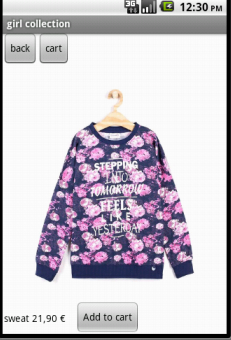 3G 12:30 PM
girl collection
back cart
STEPPING
INTO
TOMORROW
FEELS
LIKE
YESTERDAY
sweat 21,90 € Add to cart